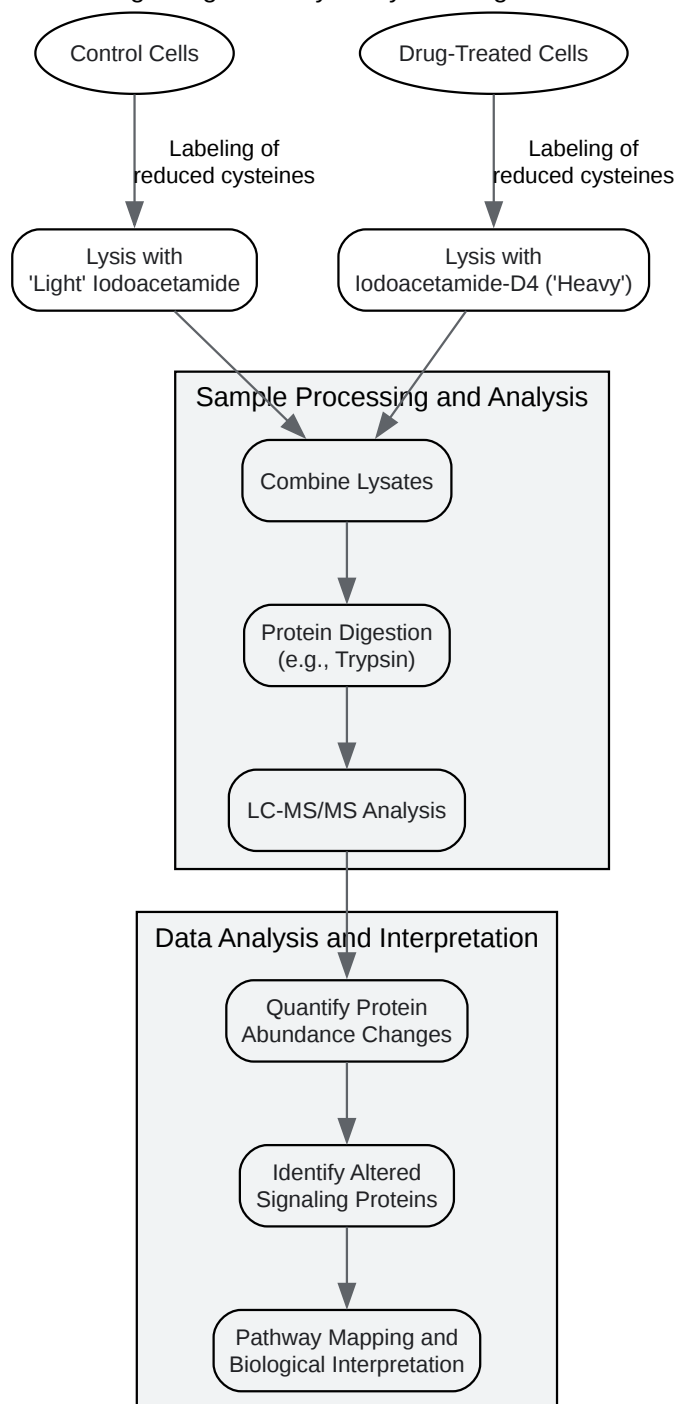 Control Cells
Drug-Treated Cells
Labeling of
reduced cysteines
Labeling of
reduced cysteines
Lysis with
'Light' Iodoacetamide
Lysis with
Iodoacetamide-D4 ('Heavy')
Sample Processing and Analysis
Combine Lysates
Protein Digestion
(e.g., Trypsin)
LC-MS/MS Analysis
Data Analysis and Interpretation
Quantify Protein
Abundance Changes
Identify Altered
Signaling Proteins
Pathway Mapping and
Biological Interpretation